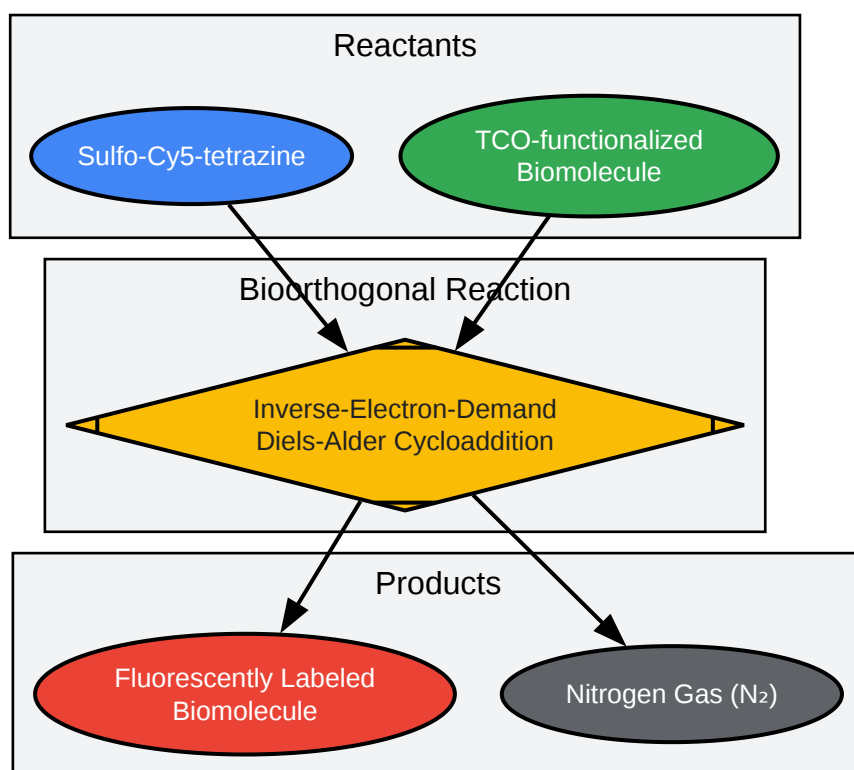 Reactants
Sulfo-Cy5-tetrazine
TCO-functionalized
Biomolecule
Bioorthogonal Reaction
Inverse-Electron-Demand
Diels-Alder Cycloaddition
Products
Fluorescently Labeled
Biomolecule
Nitrogen Gas (N₂)